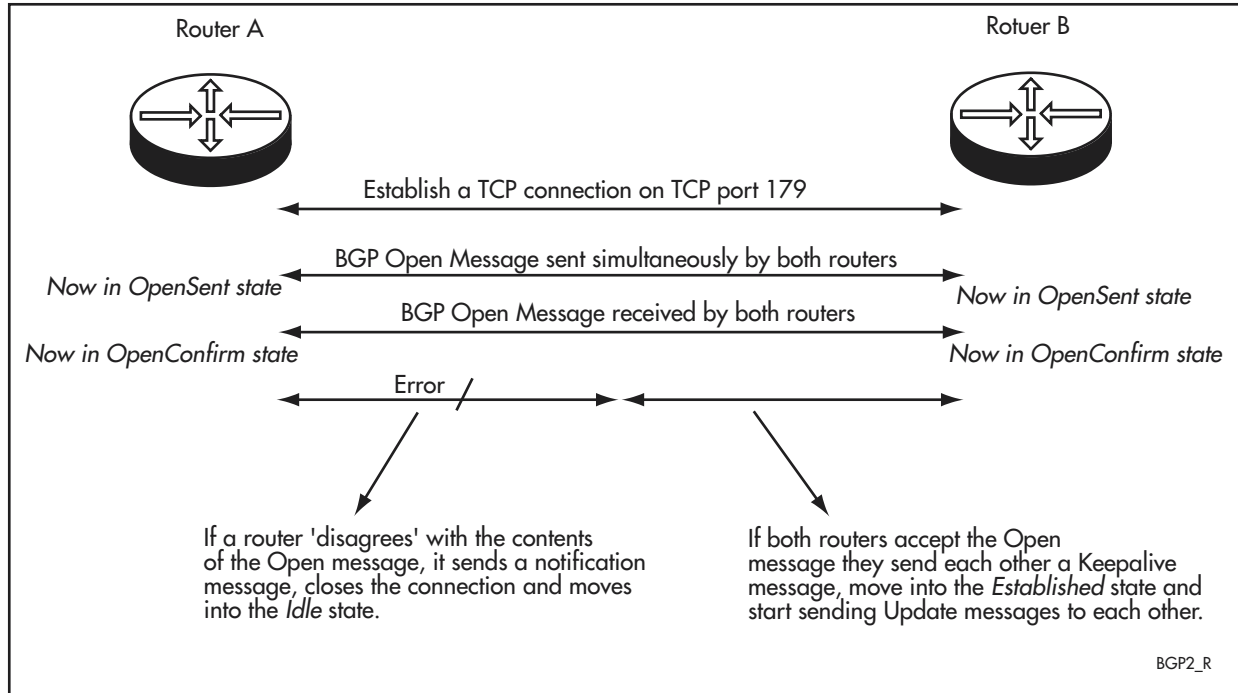 Router A
Rotuer B
Establish a TCP connection on TCP port 179
BGP Open Message sent simultaneously by both routers
Now in OpenSent state
Now in OpenSent state
BGP Open Message received by both routers
Now in OpenConfirm state
Now in OpenConfirm state
Error
If a router 'disagrees' with the contents
of the Open message, it sends a notification
message, closes the connection and moves
into the Idle state.
If both routers accept the Open
message they send each other a Keepalive
message, move into the Established state and
start sending Update messages to each other.
BGP2_R